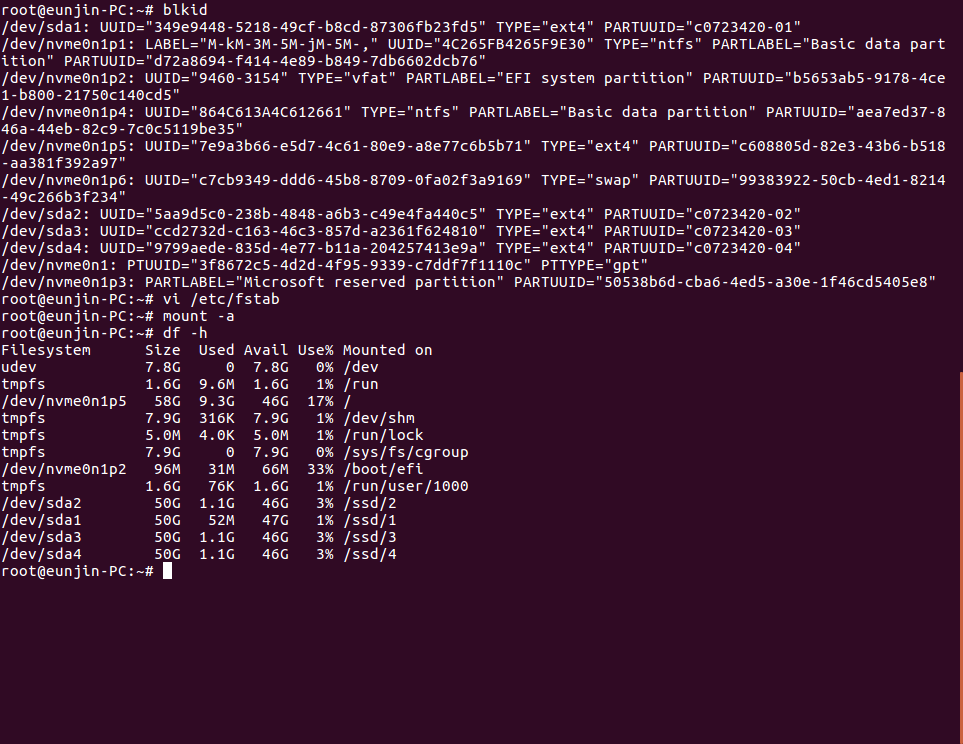 root@eunjin-PC:~# blkid
/dev/sda1: UUID="349e9448-5218-49cf-b8cd-87306fb23fd5" TYPE="ext4" PARTUUID="c0723420-01"
/dev/nvme0n1p1: LABEL="M-kM-3M-5M-jM-5M-," UUID="4C265FB4265F9E30" TYPE="ntfs" PARTLABEL="Basic data part
ition" PARTUUID="d72a8694-f414-4e89-b849-7db6602dcb76"
/dev/nvme0n1p2: UUID="9460-3154" TYPE="vfat" PARTLABEL="EFI system partition" PARTUUID="b5653ab5-9178-4ce
1-b800-21750c140cd5"
/dev/nvme0n1p4: UUID="864C613A4C612661" TYPE="ntfs" PARTLABEL="Basic data partition" PARTUUID="aea7ed37-8
46a-44eb-82c9-7c0c5119be35"
/dev/nvme0n1p5: UUID="7e9a3b66-e5d7-4c61-80e9-a8e77c6b5b71" TYPE="ext4" PARTUUID="c608805d-82e3-43b6-b518
-aa381f392a97"
/dev/nvme0n1p6: UUID="c7cb9349-ddd6-45b8-8709-0fa02f3a9169" TYPE="swap" PARTUUID="99383922-50cb-4ed1-8214
-49c266b3f234"
/dev/sda2: UUID="5aa9d5c0-238b-4848-a6b3-c49e4fa440c5" TYPE="ext4" PARTUUID="c0723420-02"
/dev/sda3: UUID="ccd2732d-c163-46c3-857d-a2361f624810" TYPE="ext4" PARTUUID="c0723420-03"
/dev/sda4: UUID="9799aede-835d-4e77-b11a-204257413e9a" TYPE="ext4" PARTUUID="c0723420-04"
/dev/nvme0n1: PTUUID="3f8672c5-4d2d-4f95-9339-c7ddf7f1110c" PTTYPE="gpt"
/dev/nvme0n1p3: PARTLABEL="Microsoft reserved partition" PARTUUID="50538b6d-cba6-4ed5-a30e-1f46cd5405e8"
root@eunjin-PC:~# vi /etc/fstab
root@eunjin-PC:~# mount -a
root@eunjin-PC:~# df -h
Filesystem      Size  Used Avail Use% Mounted on
udev            7.8G     0  7.8G   0% /dev
tmpfs           1.6G  9.6M  1.6G   1% /run
/dev/nvme0n1p5   58G  9.3G   46G  17% /
tmpfs           7.9G  316K  7.9G   1% /dev/shm
tmpfs           5.0M  4.0K  5.0M   1% /run/lock
tmpfs           7.9G     0  7.9G   0% /sys/fs/cgroup
/dev/nvme0n1p2   96M   31M   66M  33% /boot/efi
tmpfs           1.6G   76K  1.6G   1% /run/user/1000
/dev/sda2        50G  1.1G   46G   3% /ssd/2
/dev/sda1        50G   52M   47G   1% /ssd/1
/dev/sda3        50G  1.1G   46G   3% /ssd/3
/dev/sda4        50G  1.1G   46G   3% /ssd/4
root@eunjin-PC:~#